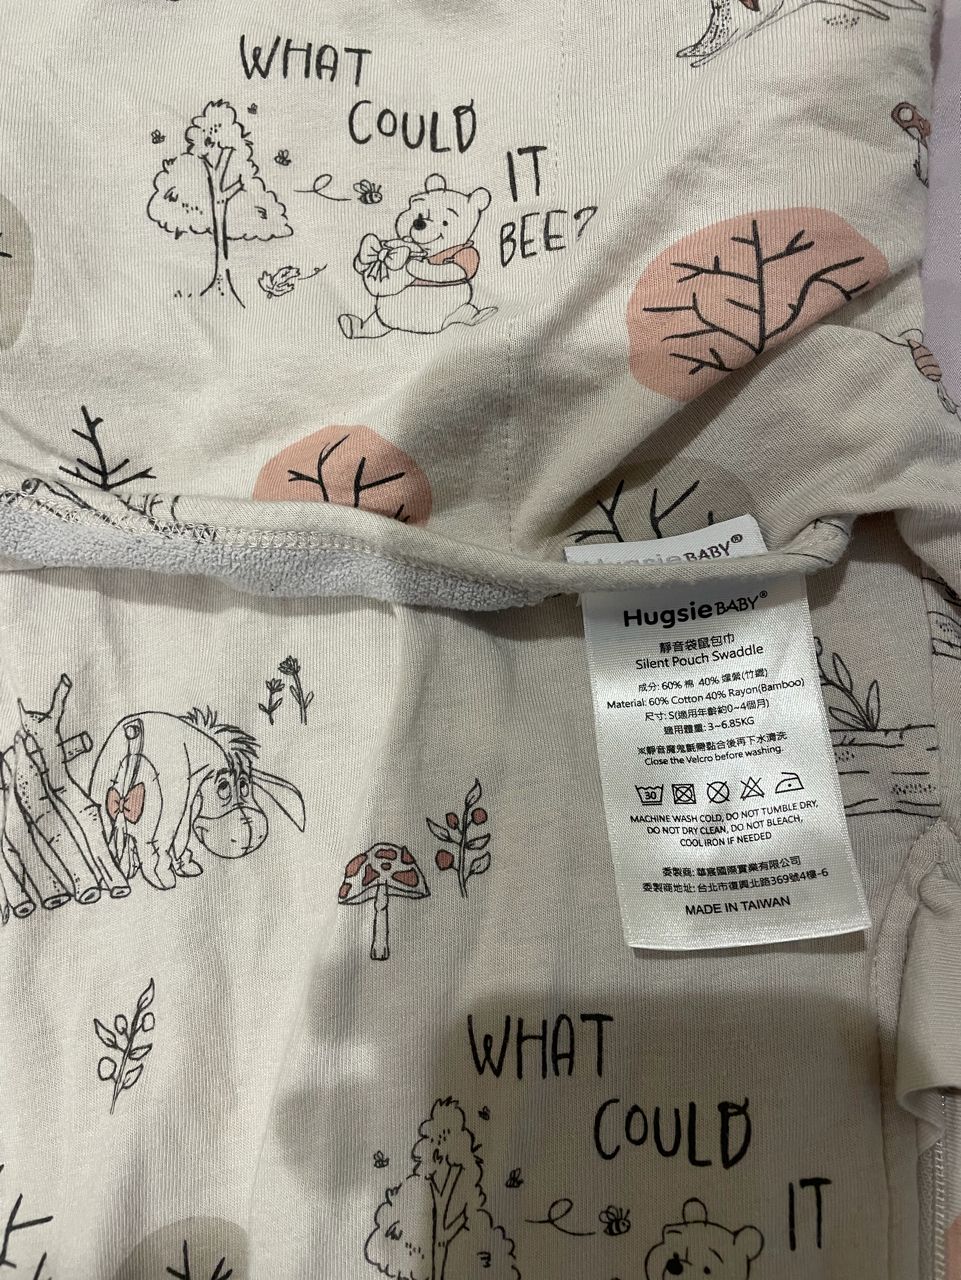 WHAT
COULD
IT
BEE?
HugsieBABY®
HugsieBABY®
靜音袋鼠包巾
Silent Pouch Swaddle
成分: 60% 棉 40% 嫘縈(竹纖)
Material: 60% Cotton 40% Rayon(Bamboo)
尺寸: S(適用年齡約0~4個月)
適用體重: 3~6.85KG
※靜音魔鬼氈需黏合後再下水清洗
Close the Velcro before washing.
30
MACHINE WASH COLD, DO NOT TUMBLE DRY,
DO NOT DRY CLEAN, DO NOT BLEACH,
COOL IRON IF NEEDED
委製商: 華宸國際實業有限公司
委製商地址: 台北市復興北路369號4樓-6
MADE IN TAIWAN
WHAT
COULD
IT